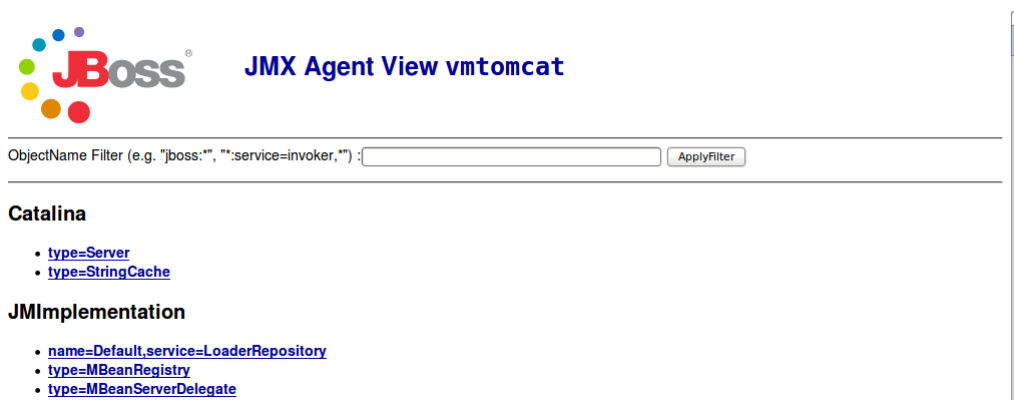 JBoss®
JMX Agent View vmtomcat
ObjectName Filter (e.g. "jboss:*", "*:service=invoker,*") : ApplyFilter
Catalina
type=Server
type=StringCache
JMImplementation
name=Default,service=LoaderRepository
type=MBeanRegistry
type=MBeanServerDelegate